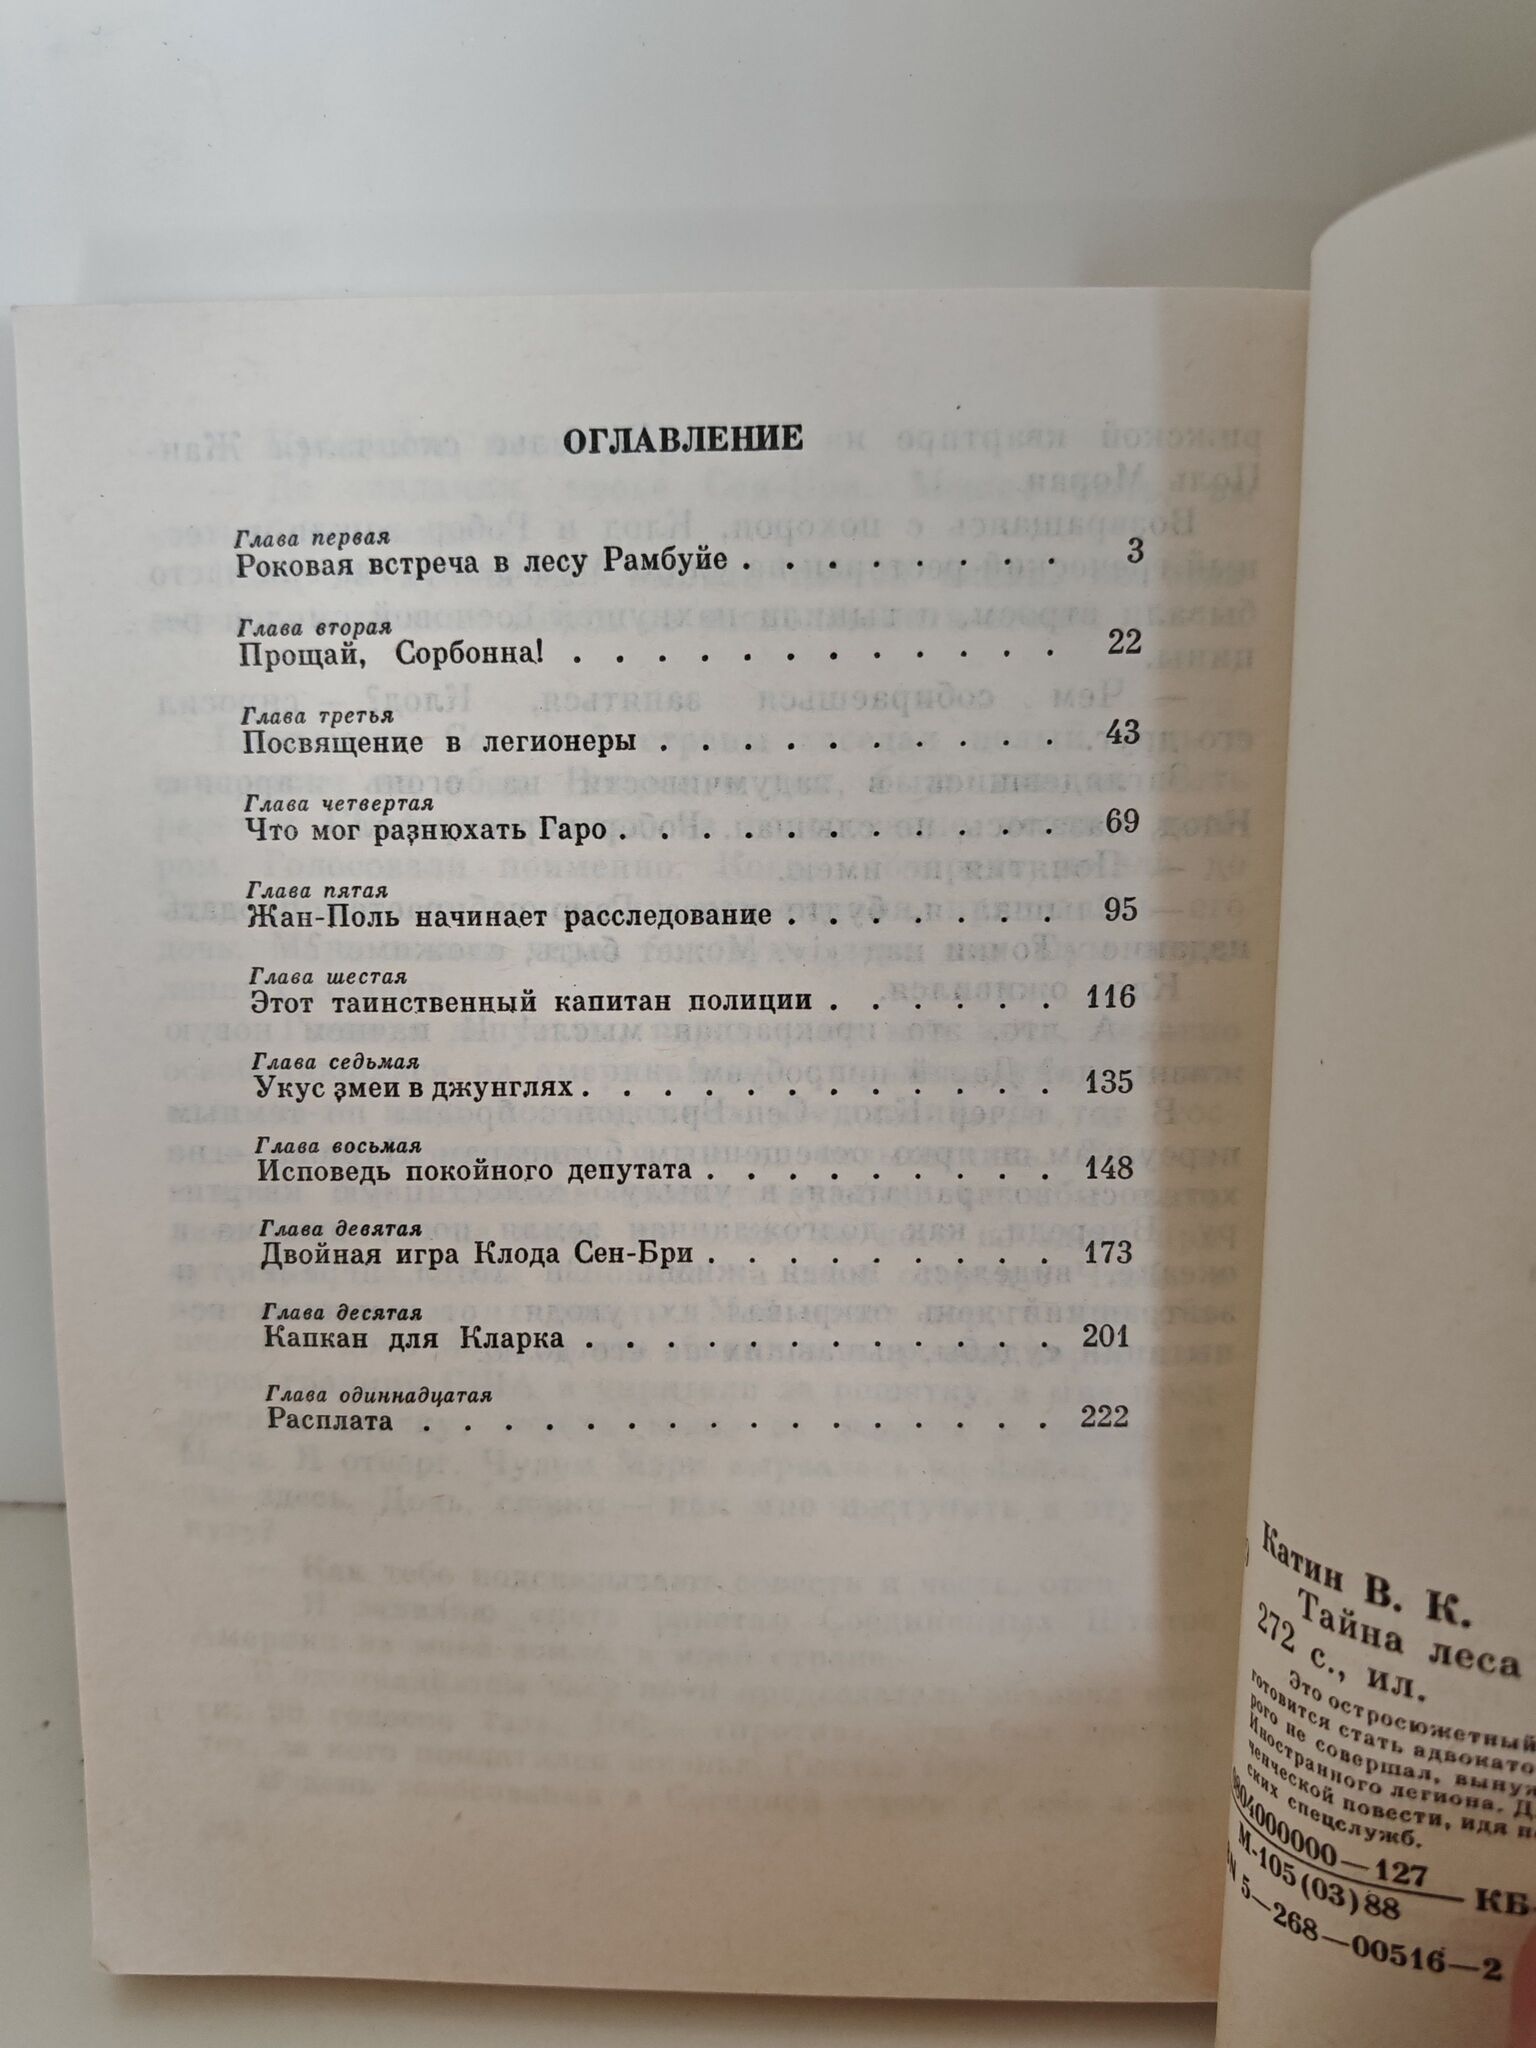 ОГЛАВЛЕНИЕ
Глава первая
Роковая встреча в лесу Рамбуйе . . . . . . . . 3
Глава вторая
Прощай, Сорбонна! . . . . . . . . . . . . 22
Глава третья
Посвящение в легионеры . . . . . . . . . . 43
Глава четвертая
Что мог разнюхать Гаро . . . . . . . . . . . 69
Глава пятая
Жан-Поль начинает расследование . . . . . . . 95
Глава шестая
Этот таинственный капитан полиции . . . . . . 116
Глава седьмая
Укус змеи в джунглях . . . . . . . . . . . . 135
Глава восьмая
Исповедь покойного депутата . . . . . . . . . 148
Глава девятая
Двойная игра Клода Сен-Бри . . . . . . . . . 173
Глава десятая
Капкан для Кларка . . . . . . . . . . . . 201
Глава одиннадцатая
Расплата . . . . . . . . . . . . . . . . 222
Катин В. К.
Тайна леса
272 с., ил.
Это остросюжетный
готовится стать адвокато
рого не совершал, вынуж
Иностранного легиона. Д
ченческой повести, идя п
ских спецслужб.
0804000000—127
М-105(03)88 — КБ-
5—268—00516—2